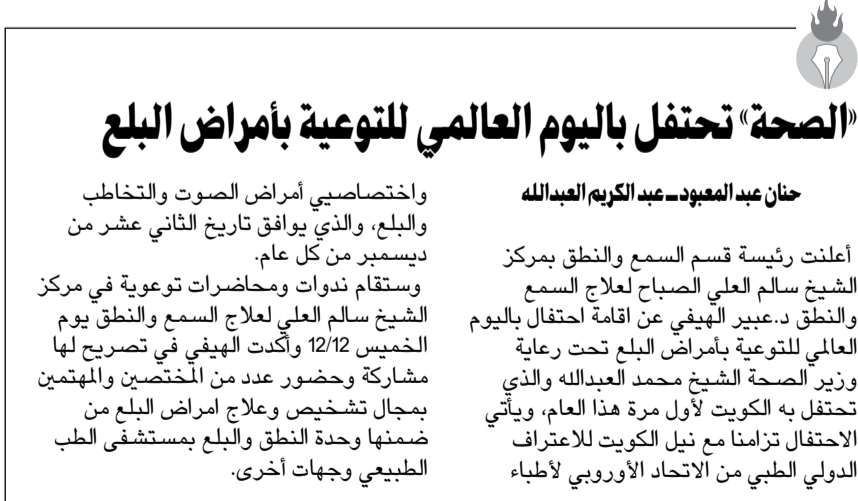 «الصحة» تحتفل باليوم العالمي للتوعية بأمراض البلع
حنان عبد المعبود ــ عبد الكريم العبدالله
أعلنت رئيسة قسم السمع والنطق بمركز
الشيخ سالم العلي الصباح لعلاج السمع
والنطق د.عبير الهيفي عن اقامة احتفال باليوم
العالمي للتوعية بأمراض البلع تحت رعاية
وزير الصحة الشيخ محمد العبدالله والذي
تحتفل به الكويت لأول مرة هذا العام، ويأتي
الاحتفال تزامنا مع نيل الكويت للاعتراف
الدولي الطبي من الاتحاد الأوروبي لأطباء
واختصاصيي أمراض الصوت والتخاطب
والبلع، والذي يوافق تاريخ الثاني عشر من
ديسمبر من كل عام.
وستقام ندوات ومحاضرات توعوية في مركز
الشيخ سالم العلي لعلاج السمع والنطق يوم
الخميس 12/12 وأكدت الهيفي في تصريح لها
مشاركة وحضور عدد من المختصين والمهتمين
بمجال تشخيص وعلاج امراض البلع من
ضمنها وحدة النطق والبلع بمستشفى الطب
الطبيعي وجهات أخرى.